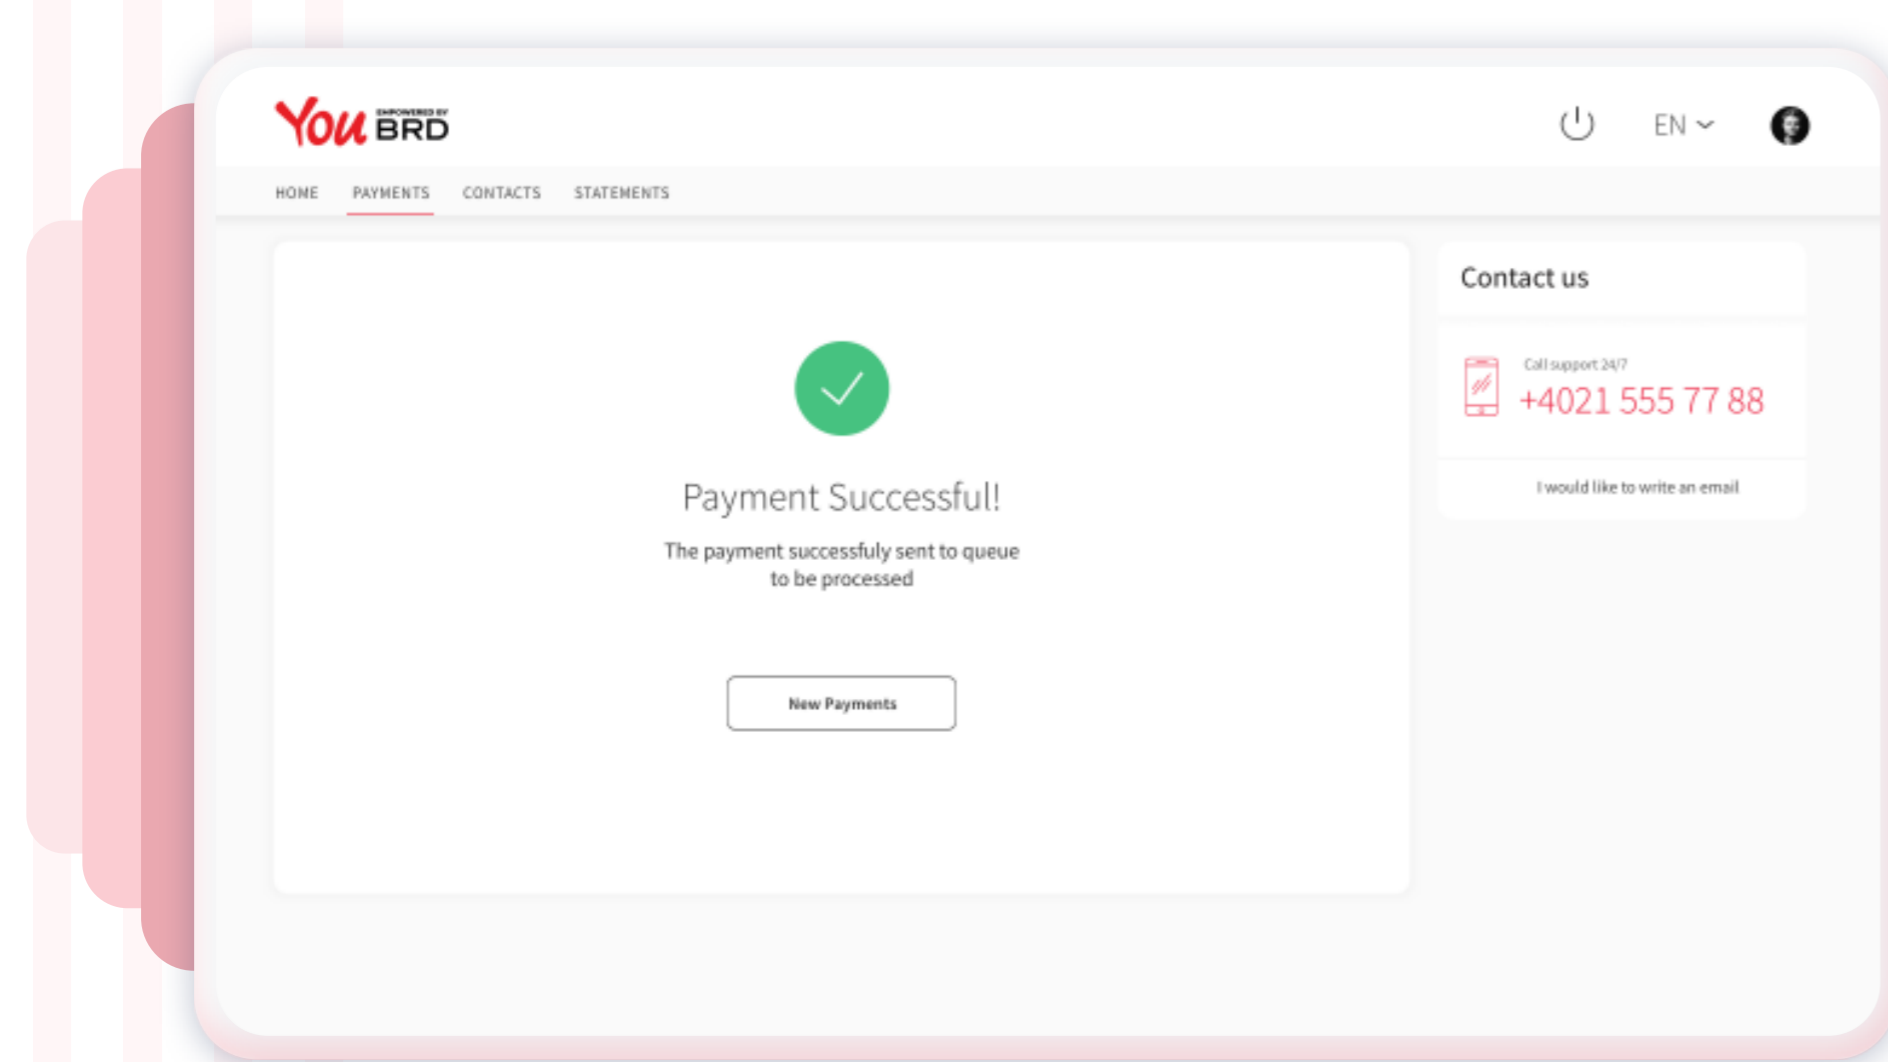 You EMPOWERED BY
BRD
EN
HOME PAYMENTS CONTACTS STATEMENTS
Contact us
Call support 24/7
+4021 555 77 88
I would like to write an email
Payment Successful!
The payment successfuly sent to queue
to be processed
New Payments